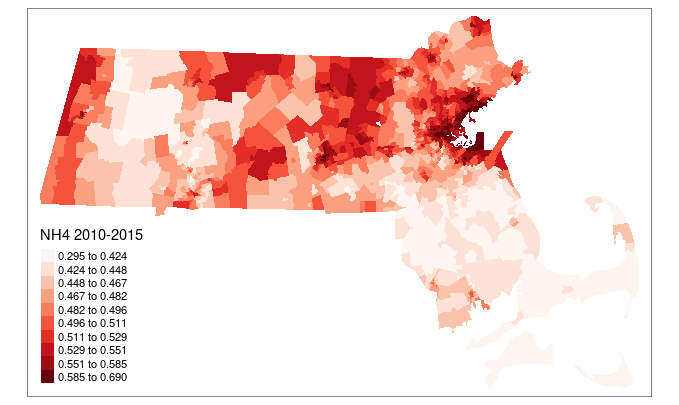 NH4 2010-2015
0.295 to 0.424
0.424 to 0.448
0.448 to 0.467
0.467 to 0.482
0.482 to 0.496
0.496 to 0.511
0.511 to 0.529
0.529 to 0.551
0.551 to 0.585
0.585 to 0.690